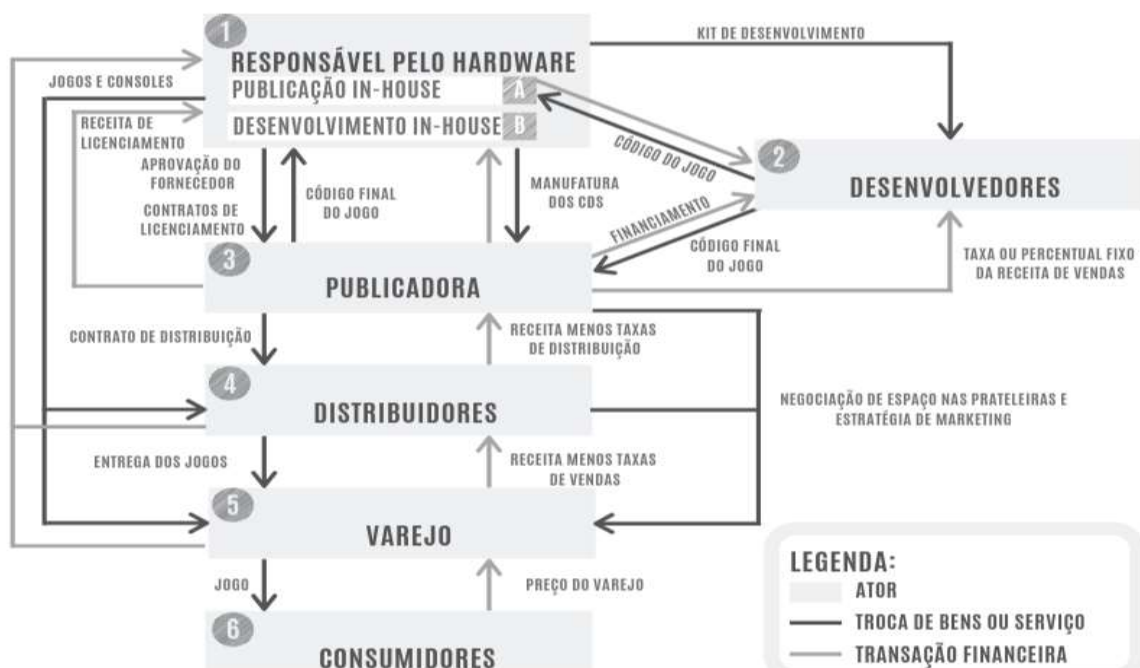 1
RESPONSÁVEL PELO HARDWARE
PUBLICAÇÃO IN-HOUSE A
DESENVOLVIMENTO IN-HOUSE B
KIT DE DESENVOLVIMENTO
JOGOS E CONSOLES
RECEITA DE
LICENCIAMENTO
APROVAÇÃO DO
FORNECEDOR
CONTRATOS DE
LICENCIAMENTO
CÓDIGO FINAL
DO JOGO
MANUFATURA
DOS CDS
CÓDIGO DO JOGO
2
DESENVOLVEDORES
FINANCIAMENTO
CÓDIGO FINAL
DO JOGO
TAXA OU PERCENTUAL FIXO
DA RECEITA DE VENDAS
3
PUBLICADORA
CONTRATO DE DISTRIBUIÇÃO
RECEITA MENOS TAXAS
DE DISTRIBUIÇÃO
4
DISTRIBUIDORES
NEGOCIAÇÃO DE ESPAÇO NAS PRATELEIRAS E
ESTRATÉGIA DE MARKETING
ENTREGA DOS JOGOS
RECEITA MENOS TAXAS
DE VENDAS
5
VAREJO
JOGO
PREÇO DO VAREJO
6
CONSUMIDORES
LEGENDA:
ATOR
TROCA DE BENS OU SERVIÇO
TRANSAÇÃO FINANCEIRA